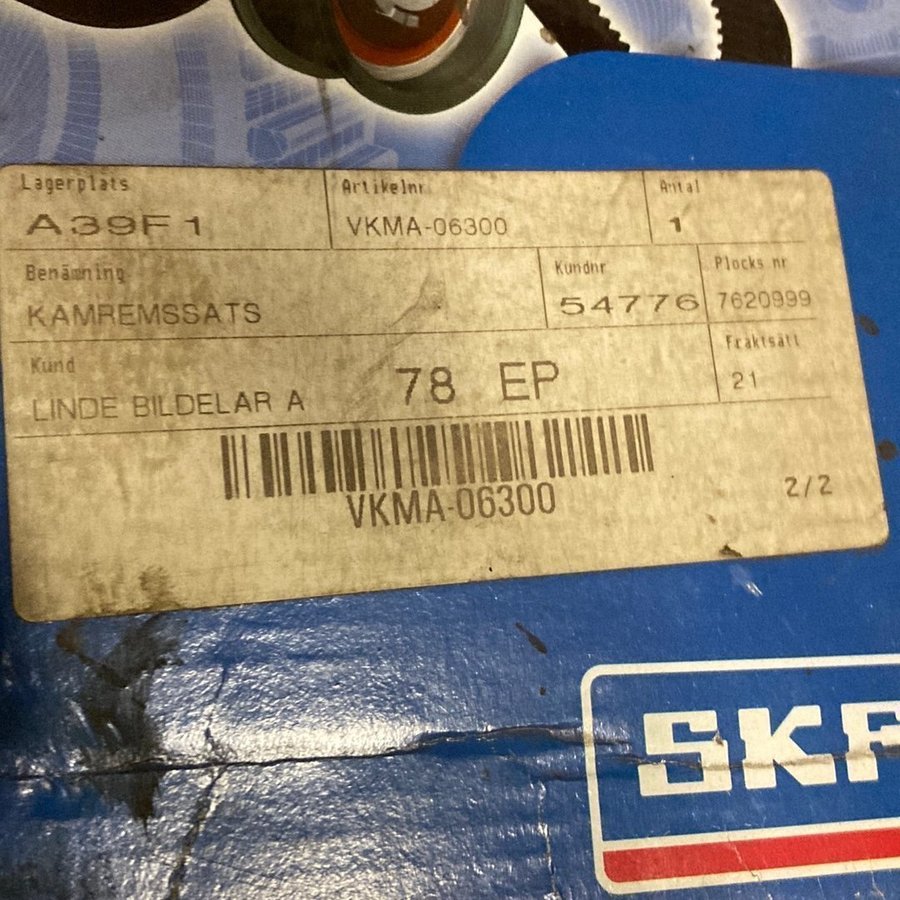 Lagerplats Artikelnr Antal
A39F1 VKMA-06300 1
Benämning Kundnr Plocks nr
KAMREMSSATS 54776 7620999
Kund Fraktsätt
LINDE BILDELAR A 78 EP 21
VKMA-06300 2/2
SKF